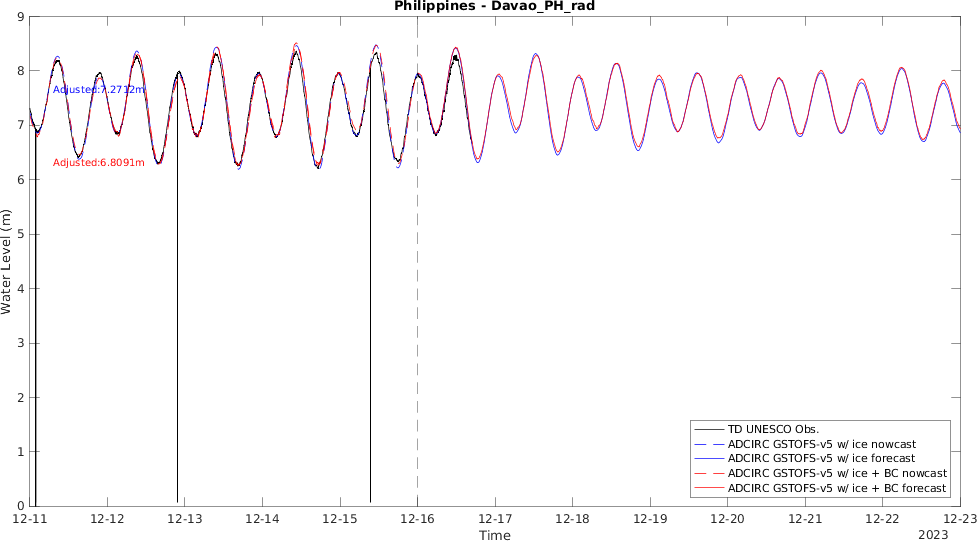 Philippines - Davao_PH_rad
9
8
7
6
5
4
3
2
1
0
Water Level (m)
Adjusted:7.2712m
Adjusted:6.8091m
TD UNESCO Obs.
ADCIRC GSTOFS-v5 w/ ice nowcast
ADCIRC GSTOFS-v5 w/ ice forecast
ADCIRC GSTOFS-v5 w/ ice + BC nowcast
ADCIRC GSTOFS-v5 w/ ice + BC forecast
12-11 12-12 12-13 12-14 12-15 12-16 12-17 12-18 12-19 12-20 12-21 12-22 12-23
Time
2023